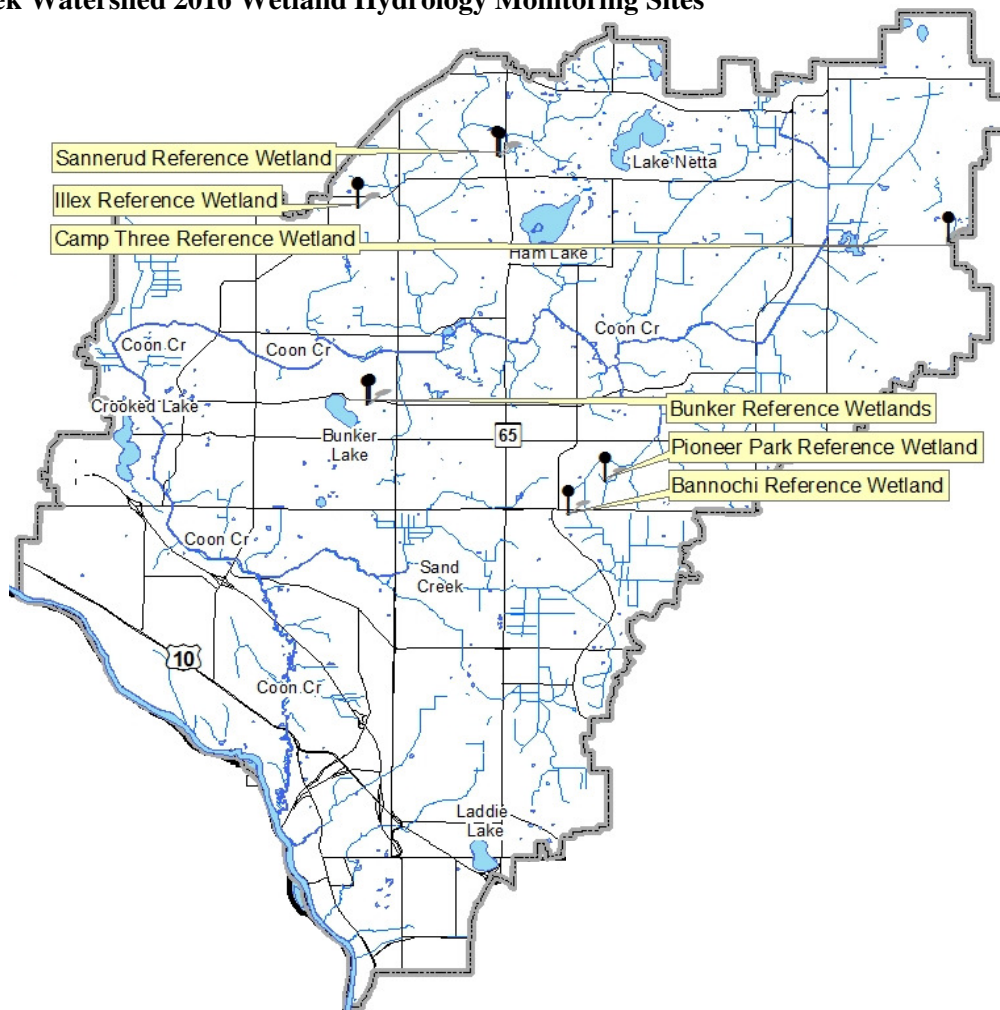 ek Watershed 2016 Wetland Hydrology Monitoring Sites
Sannerud Reference Wetland
Lake Netta
Illex Reference Wetland
Camp Three Reference Wetland
Ham Lake
Coon Cr
Coon Cr
Coon Cr
Crooked Lake
Bunker Reference Wetlands
Bunker
Lake
65
Pioneer Park Reference Wetland
Bannochi Reference Wetland
Coon Cr
Sand
Creek
10
Coon Cr
Laddie
Lake